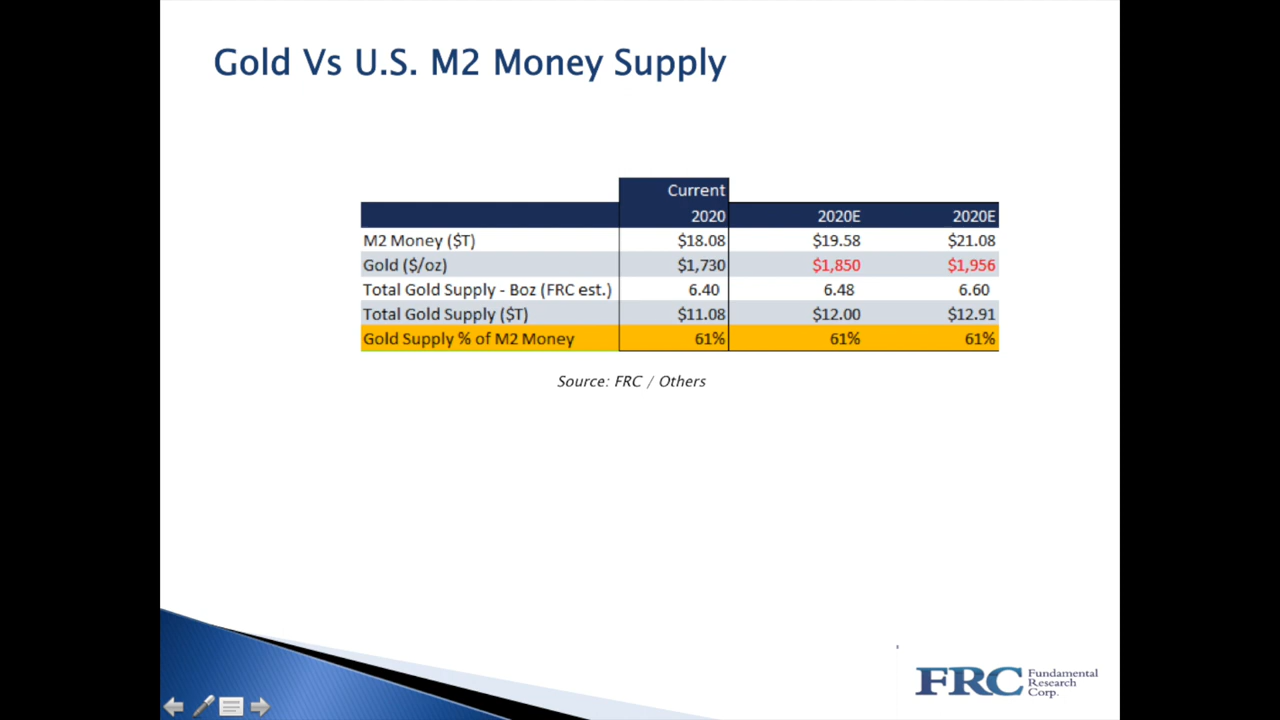 Gold Vs U.S. M2 Money Supply
Current
2020 2020E 2020E
M2 Money ($T) $18.08 $19.58 $21.08
Gold ($/oz) $1,730 $1,850 $1,956
Total Gold Supply - Boz (FRC est.) 6.40 6.48 6.60
Total Gold Supply ($T) $11.08 $12.00 $12.91
Gold Supply % of M2 Money 61% 61% 61%
Source: FRC / Others
FRC Fundamental
Research
Corp.